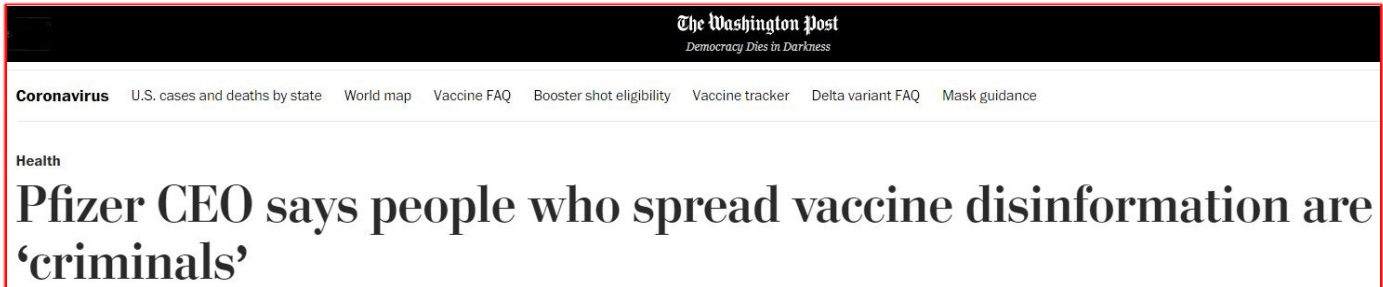 The Washington Post
Democracy Dies in Darkness
Coronavirus U.S. cases and deaths by state World map Vaccine FAQ Booster shot eligibility Vaccine tracker Delta variant FAQ Mask guidance
Health
Pfizer CEO says people who spread vaccine disinformation are
‘criminals’